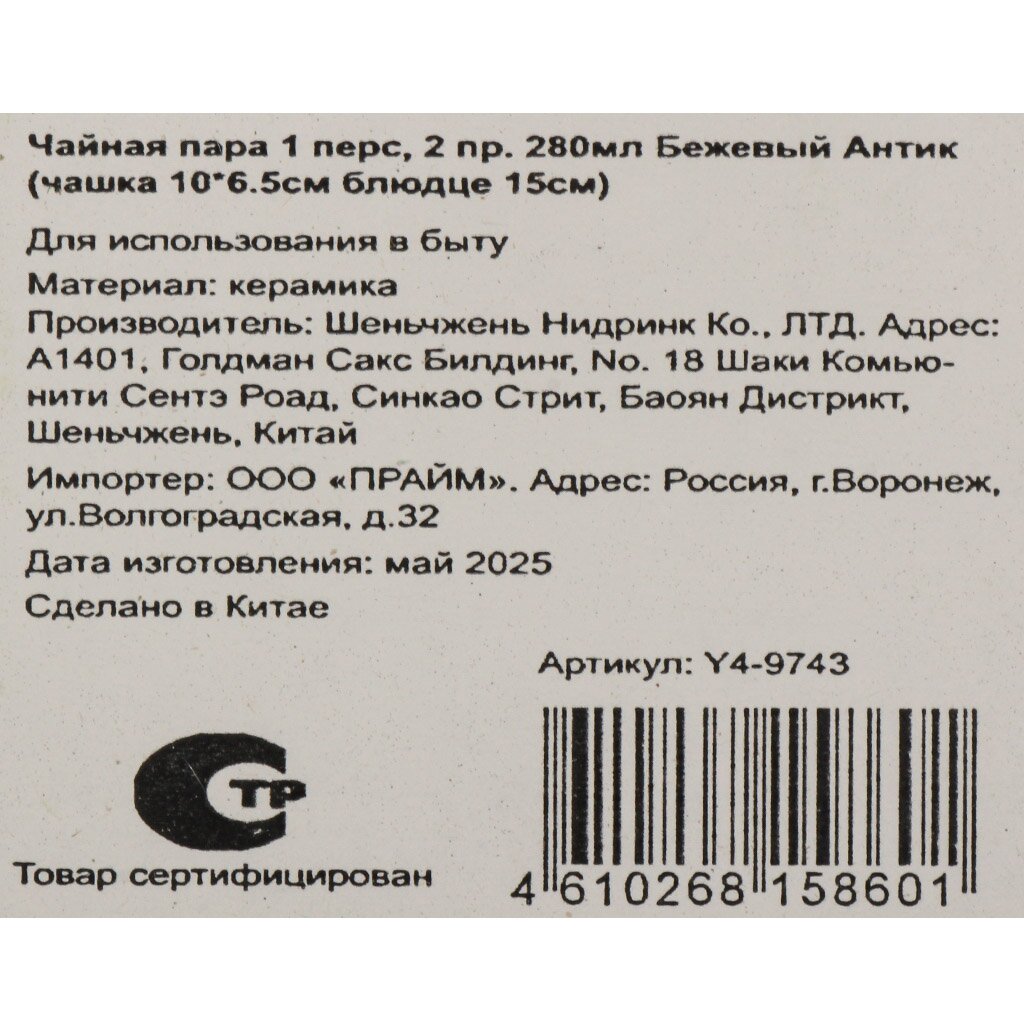 Чайная пара 1 перс, 2 пр. 280мл Бежевый Антик
(чашка 10*6.5см блюдце 15см)
Для использования в быту
Материал: керамика
Производитель: Шеньчжень Нидринк Ко., ЛТД. Адрес:
А1401, Голдман Сакс Билдинг, No. 18 Шаки Комью-
нити Сентэ Роад, Синкао Стрит, Баоян Дистрикт,
Шеньчжень, Китай
Импортер: ООО «ПРАЙМ». Адрес: Россия, г.Воронеж,
ул.Волгоградская, д.32
Дата изготовления: май 2025
Сделано в Китае
Артикул: Y4-9743
ТР
Товар сертифицирован
4 610268 158601